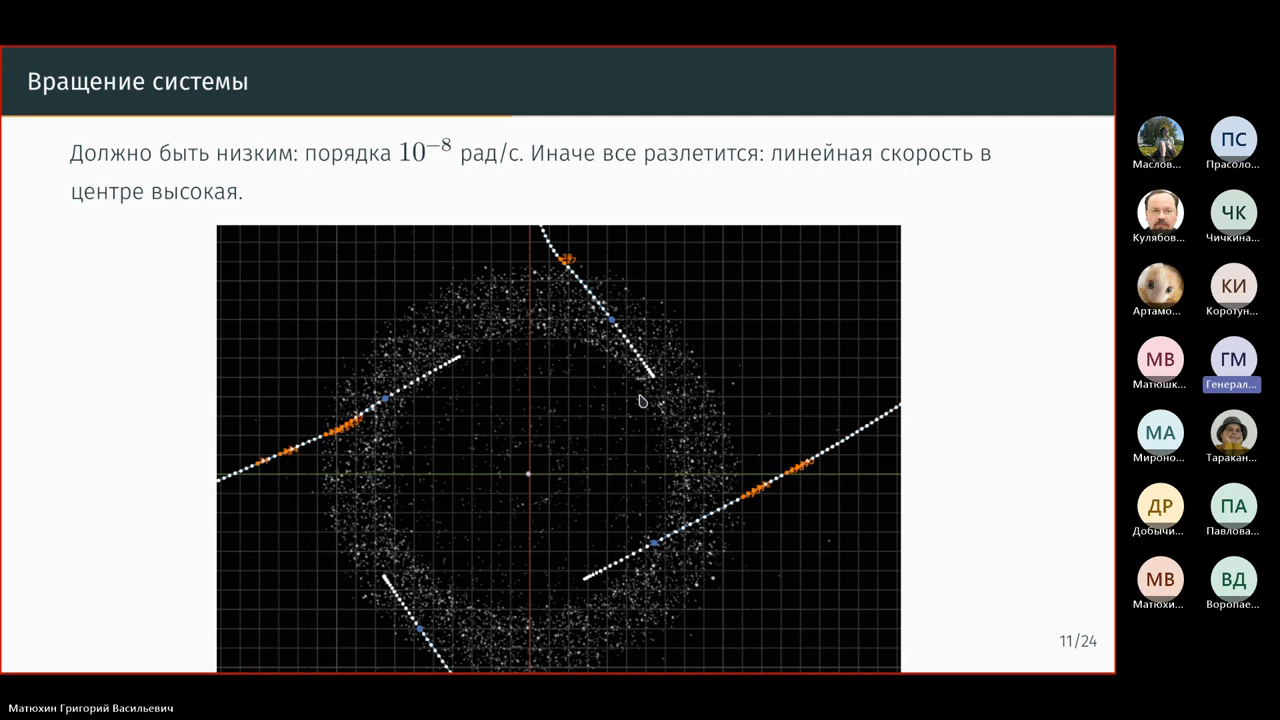 Вращение системы
Должно быть низким: порядка 10⁻⁸ рад/с. Иначе все разлетится: линейная скорость в
центре высокая.
11/24
Маслов...
ПС
Прасоло...
Кулябов...
ЧК
Чичкина...
Артамо...
КИ
Коротун...
МВ
Матюшк...
ГМ
Генерал...
МА
Мироно...
Таракан...
ДР
Добычи...
ПА
Павлова...
МВ
Матюхи...
ВД
Воропае...
Матюхин Григорий Васильевич